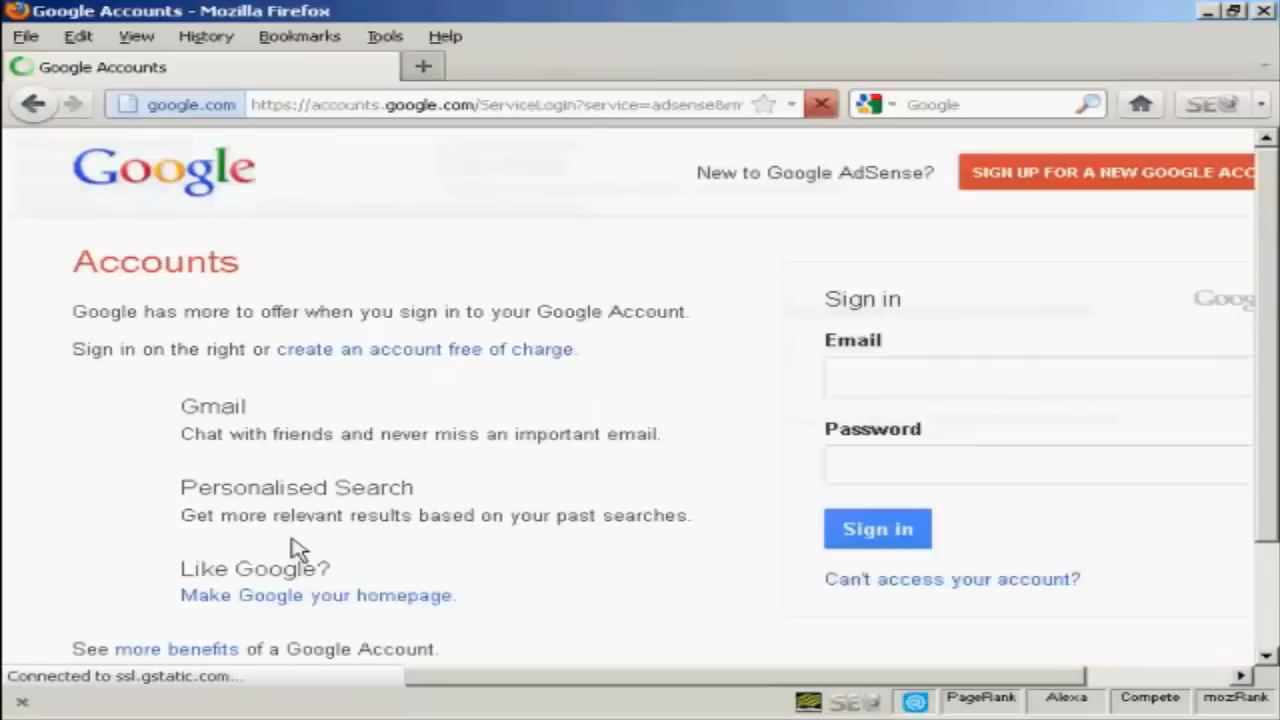 Google Accounts - Mozilla Firefox
File Edit View History Bookmarks Tools Help
Google Accounts
google.com https://accounts.google.com/ServiceLogin?service=adsense&rm Google SEO
Google New to Google AdSense? SIGN UP FOR A NEW GOOGLE ACC
Accounts
Google has more to offer when you sign in to your Google Account.
Sign in on the right or create an account free of charge.
Gmail
Chat with friends and never miss an important email.
Personalised Search
Get more relevant results based on your past searches.
Like Google?
Make Google your homepage.
See more benefits of a Google Account.
Sign in Goog
Email
Password
Sign in
Can't access your account?
Connected to ssl.gstatic.com...
SEO PageRank Alexa Compete mozRank